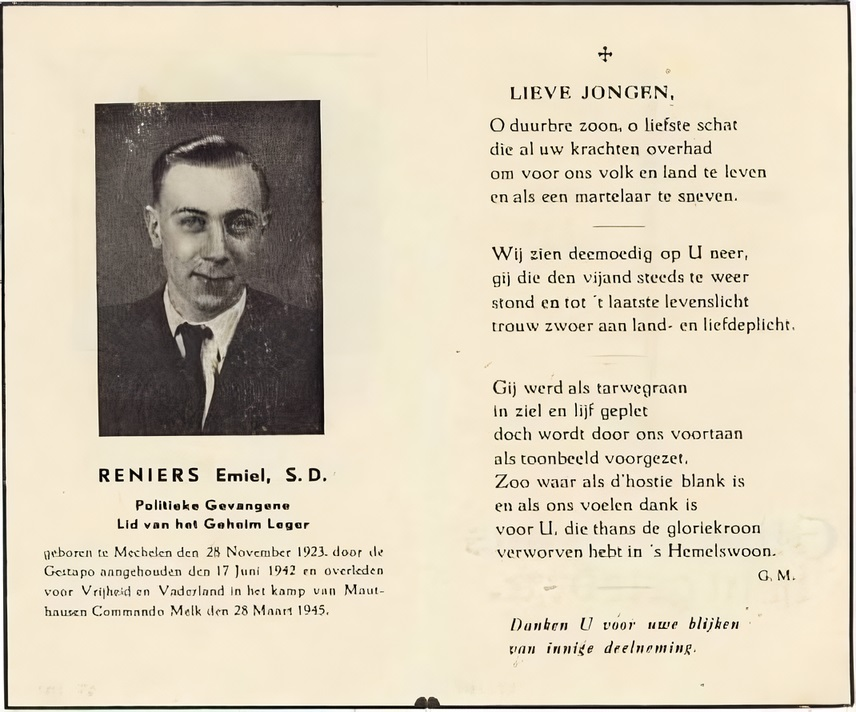 RENIERS Emiel, S. D.
Politieke Gevangene
Lid van het Geheim Leger
geboren te Mechelen den 28 November 1923. door de
Gestapo aangehouden den 17 Juni 1942 en overleden
voor Vrijheid en Vaderland in het kamp van Maut-
hausen Commando Melk den 28 Maart 1945.
LIEVE JONGEN,
O duurbre zoon, o liefste schat
die al uw krachten overhad
om voor ons volk en land te leven
en als een martelaar te sneven.
Wij zien deemoedig op U neer,
gij die den vijand steeds te weer
stond en tot 't laatste levenslicht
trouw zwoer aan land- en liefdeplicht.
Gij werd als tarwegraan
in ziel en lijf geplet
doch wordt door ons voortaan
als toonbeeld voorgezet.
Zoo waar als d'hostie blank is
en als ons voelen dank is
voor U, die thans de gloriekroon
verworven hebt in 's Hemelswoon.
G. M.
Danken U voor uwe blijken
van innige deelneming.